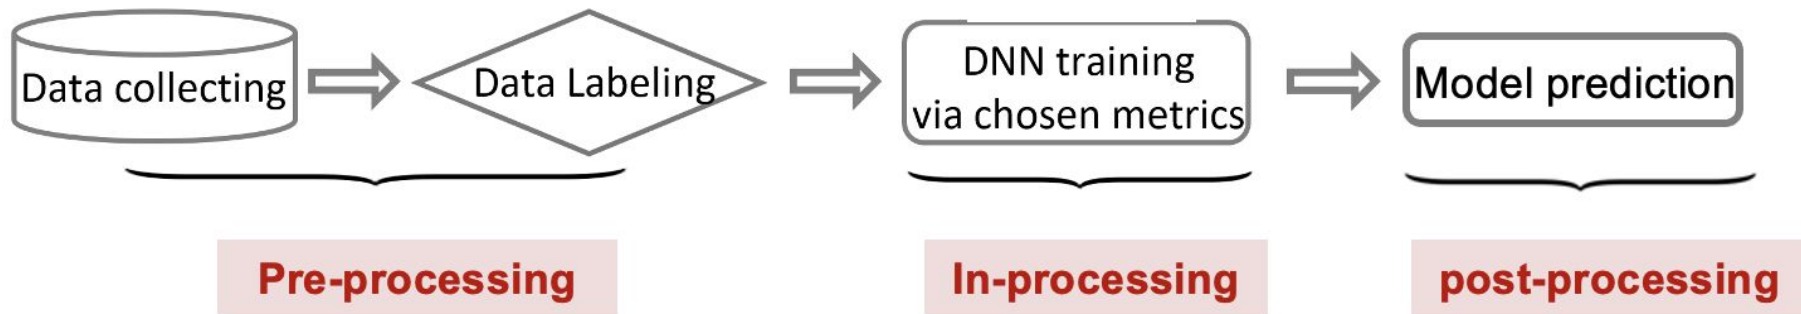 Data collecting
Data Labeling
DNN training
via chosen metrics
Model prediction
Pre-processing
In-processing
post-processing